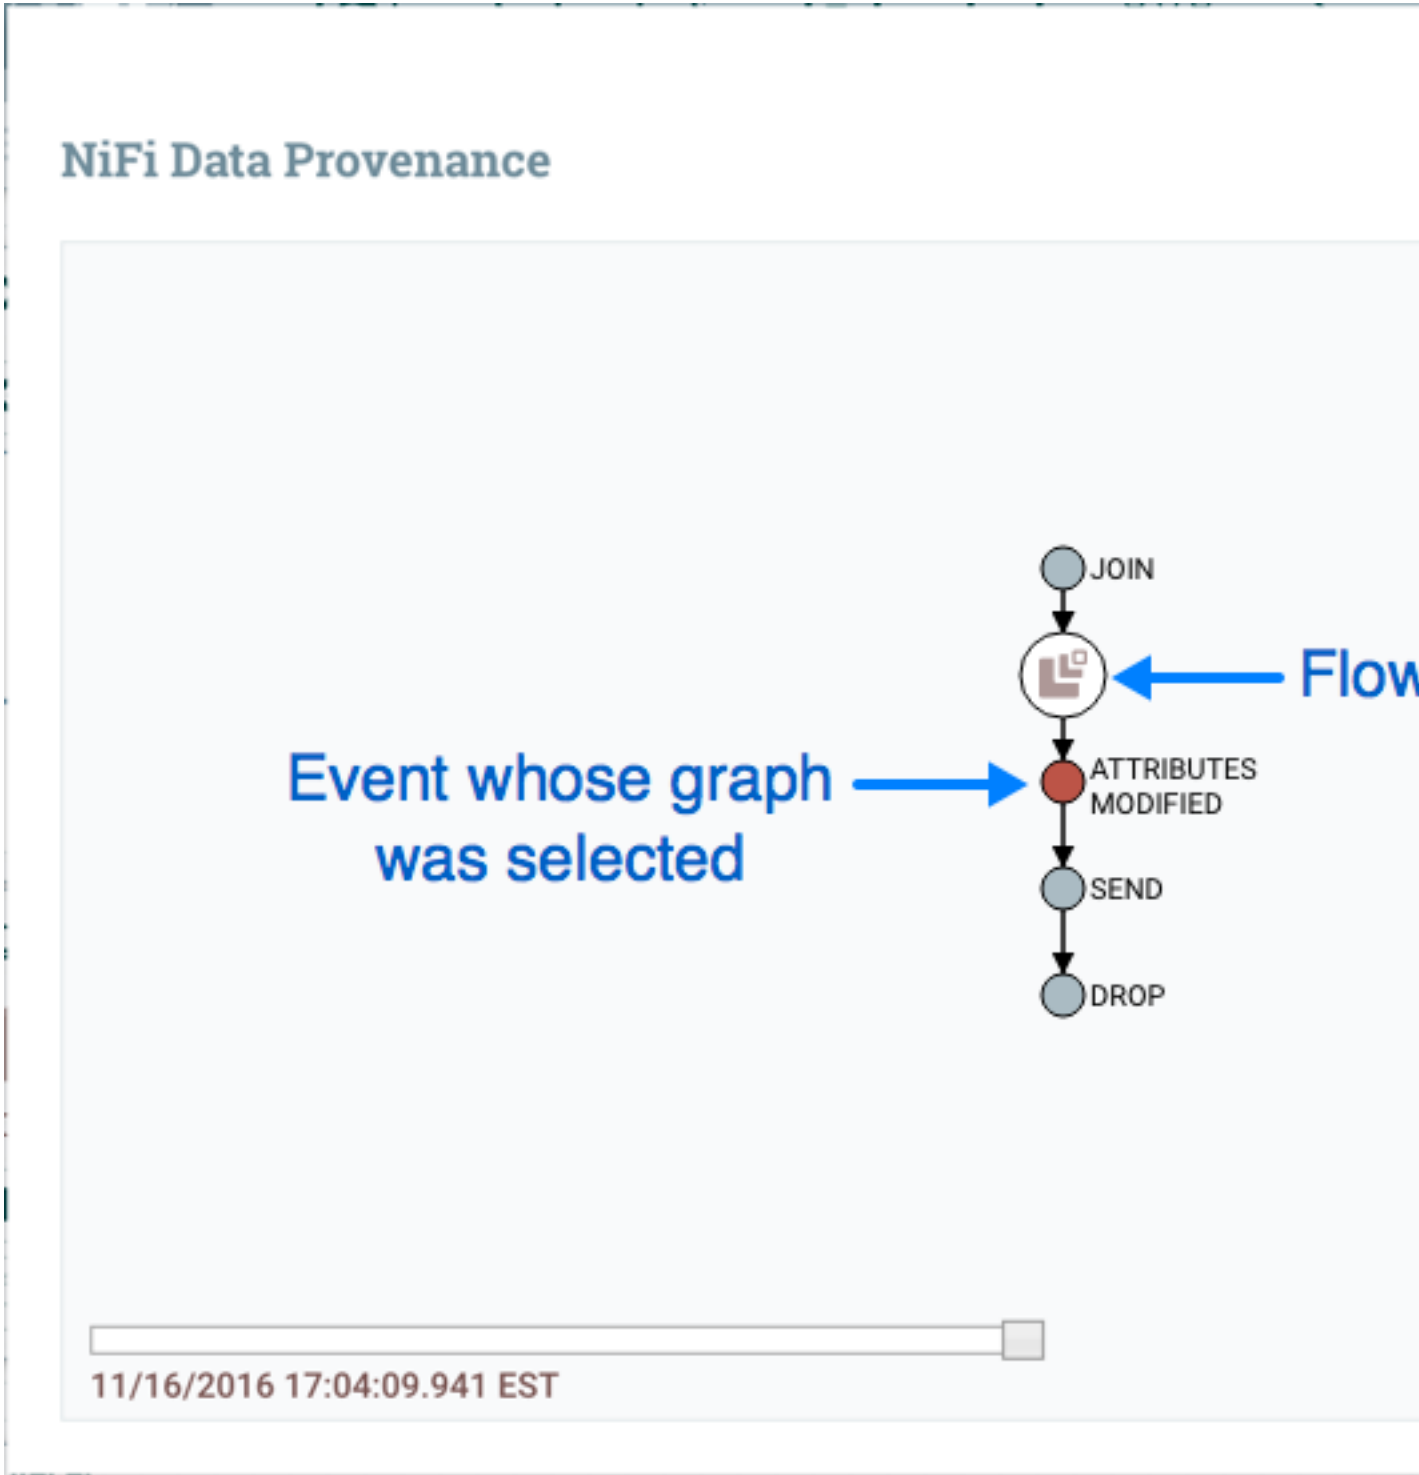 NiFi Data Provenance
JOIN
Flow
Event whose graph
was selected
ATTRIBUTES
MODIFIED
SEND
DROP
11/16/2016 17:04:09.941 EST